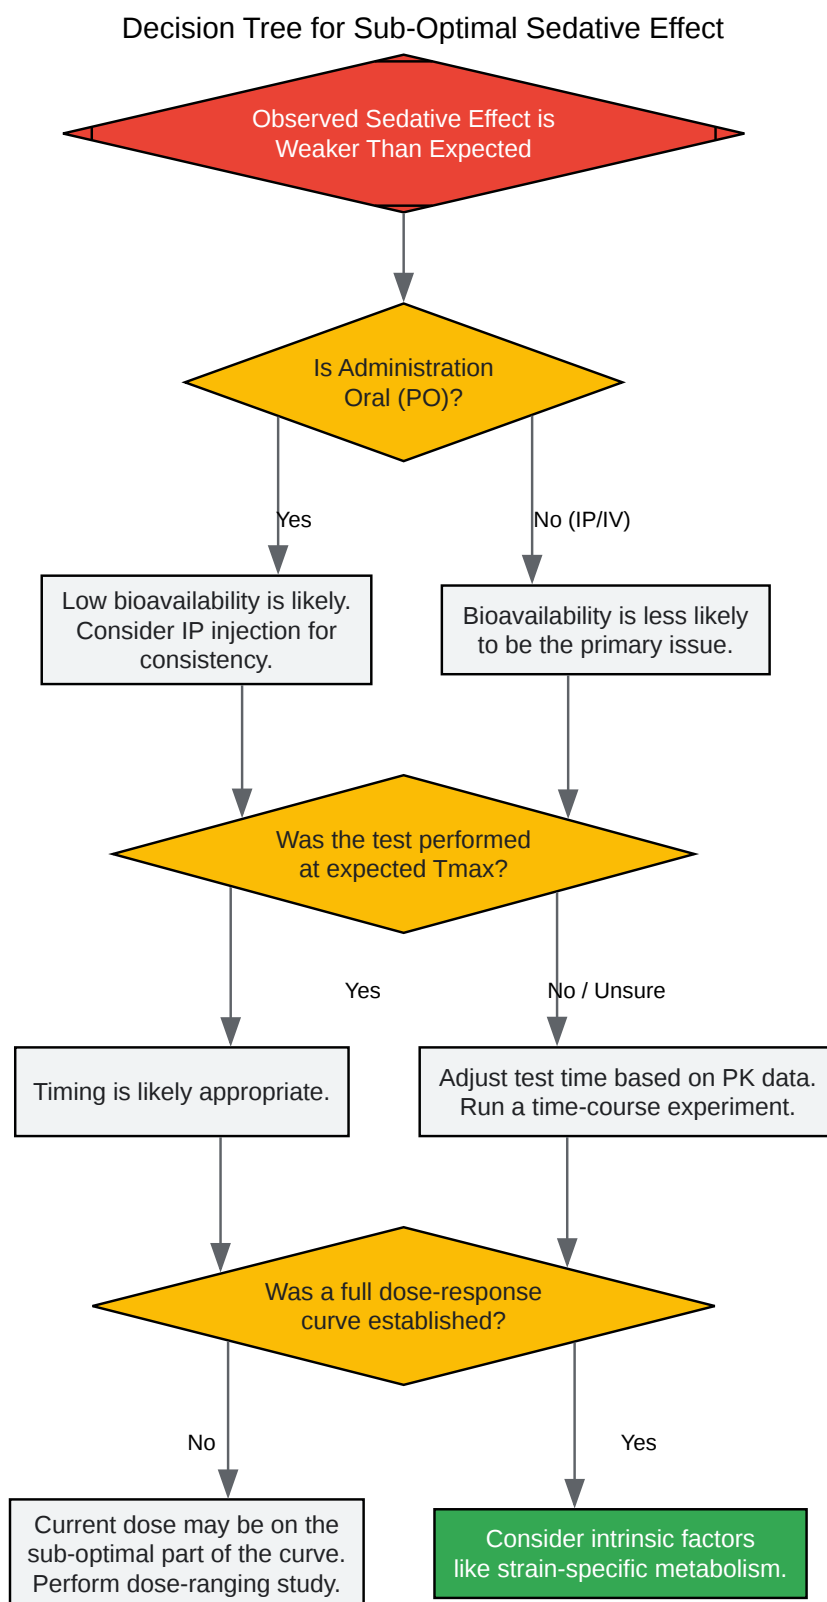 Decision Tree for Sub-Optimal Sedative Effect
Observed Sedative Effect is
Weaker Than Expected
Is Administration
Oral (PO)?
Yes
No (IP/IV)
Low bioavailability is likely.
Consider IP injection for
consistency.
Bioavailability is less likely
to be the primary issue.
Was the test performed
at expected Tmax?
Yes
No / Unsure
Timing is likely appropriate.
Adjust test time based on PK data.
Run a time-course experiment.
Was a full dose-response
curve established?
No
Yes
Current dose may be on the
sub-optimal part of the curve.
Perform dose-ranging study.
Consider intrinsic factors
like strain-specific metabolism.